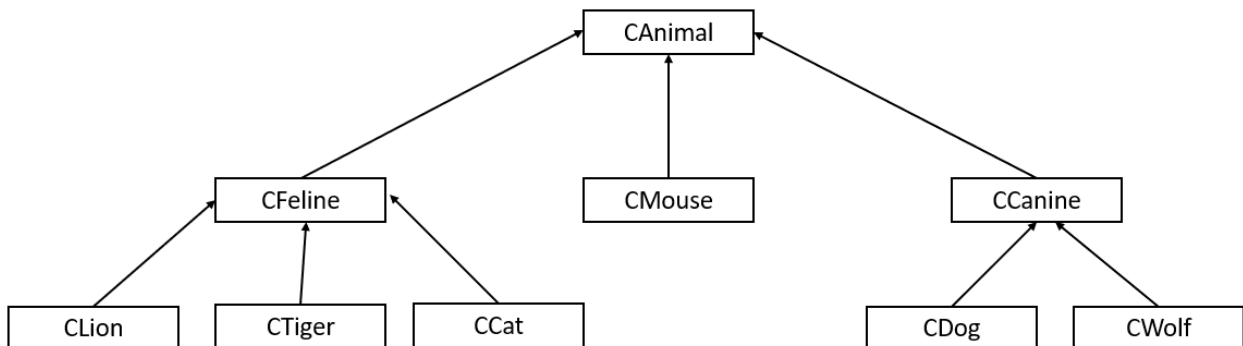 CAnimal
CFeline
CMouse
CCanine
CLion
CTiger
CCat
CDog
CWolf